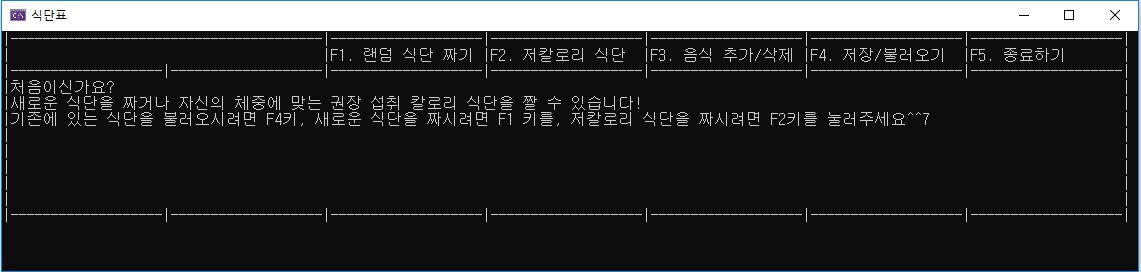 식단표
F1. 랜덤 식단 짜기 F2. 저칼로리 식단 F3. 음식 추가/삭제 F4. 저장/불러오기 F5. 종료하기
처음이신가요?
새로운 식단을 짜거나 자신의 체중에 맞는 권장 섭취 칼로리 식단을 짤 수 있습니다!
기존에 있는 식단을 불러오시려면 F4키, 새로운 식단을 짜시려면 F1 키를, 저칼로리 식단을 짜시려면 F2키를 눌러주세요^^7